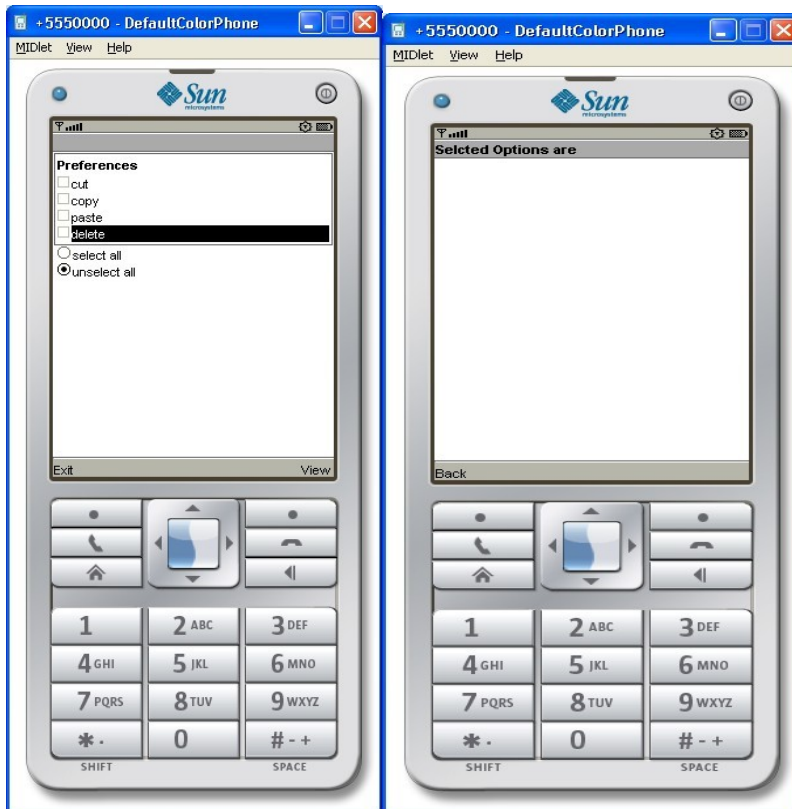 +5550000 - DefaultColorPhone
MIDlet View Help
Sun
microsystems
Preferences
cut
copy
paste
delete
select all
unselect all
Exit View
1 2 ABC 3 DEF
4 GHI 5 JKL 6 MNO
7 PQRS 8 TUV 9 WXYZ
* . 0 # - +
SHIFT SPACE
+5550000 - DefaultColorPhone
MIDlet View Help
Sun
microsystems
Selcted Options are
Back
1 2 ABC 3 DEF
4 GHI 5 JKL 6 MNO
7 PQRS 8 TUV 9 WXYZ
* . 0 # - +
SHIFT SPACE